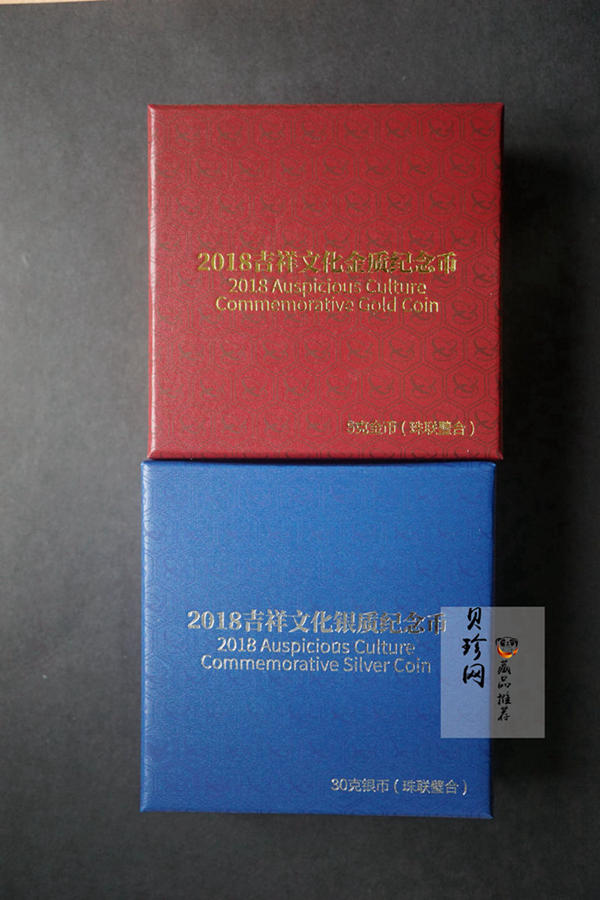 2018吉祥文化金质纪念币
2018 Auspicious Culture
Commemorative Gold Coin
5克金币(珠联璧合)
2018吉祥文化银质纪念币
2018 Auspicious Culture
Commemorative Silver Coin
30克银币(珠联璧合)
贝珍网
藏品推荐